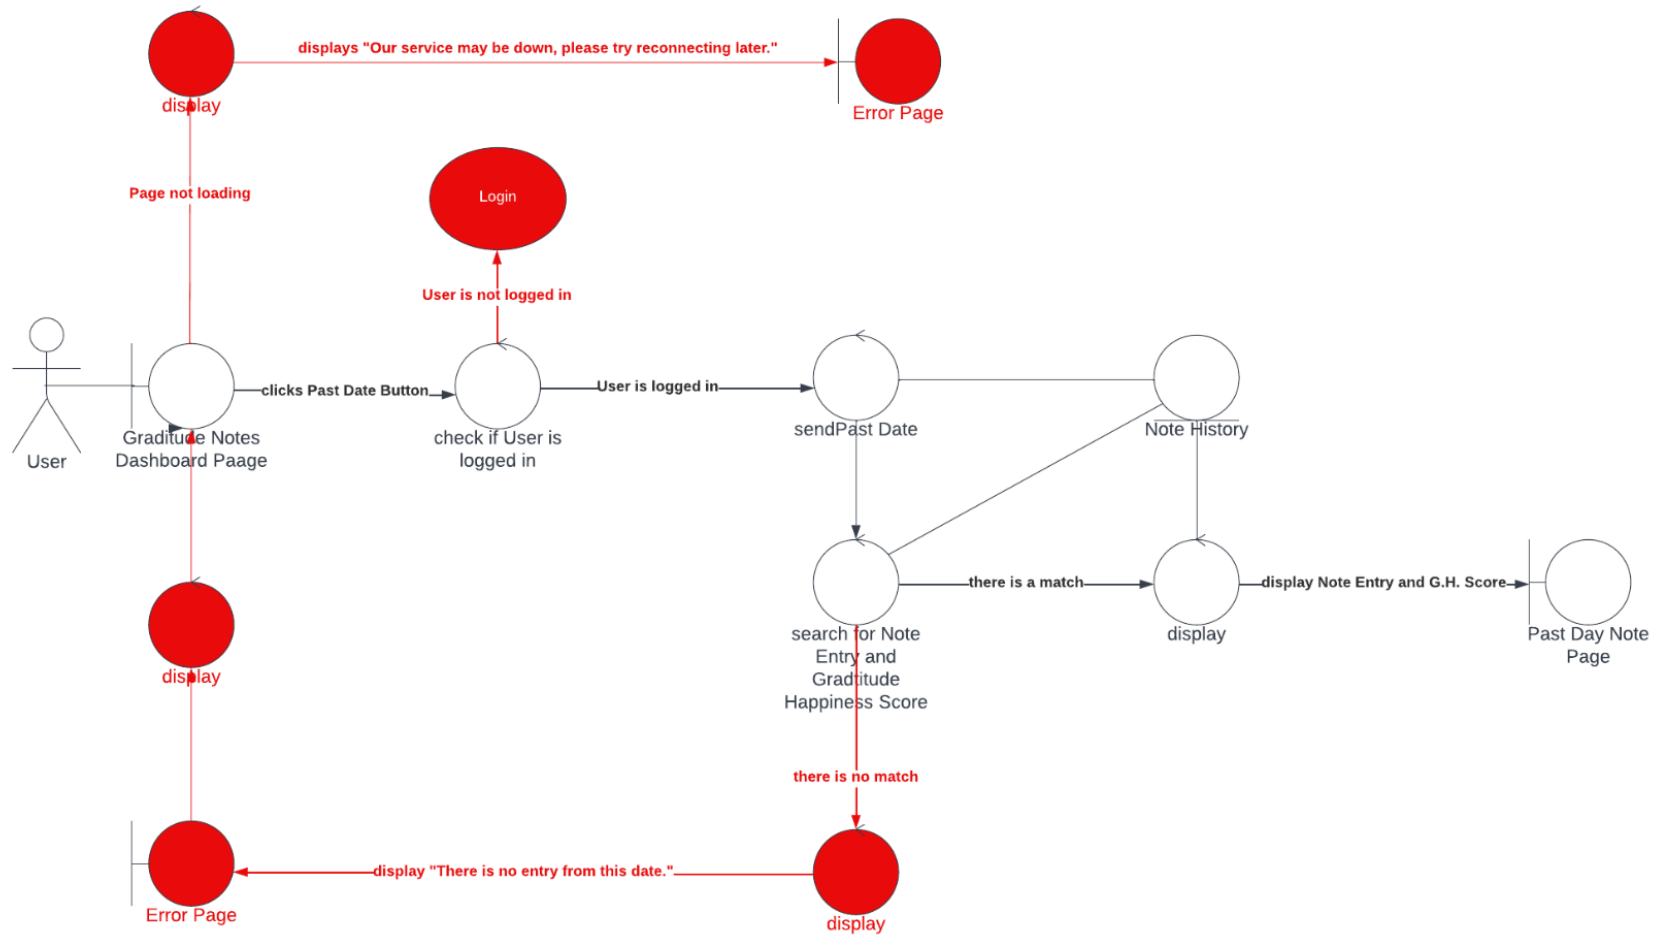 displays "Our service may be down, please try reconnecting later."
display
Error Page
Page not loading
Login
User is not logged in
clicks Past Date Button
User is logged in
User
Graditude Notes
Dashboard Paage
check if User is
logged in
sendPast Date
Note History
there is a match
display Note Entry and G.H. Score
search for Note
Entry and
Gradtitude
Happiness Score
display
Past Day Note
Page
display
there is no match
display "There is no entry from this date."
Error Page
display